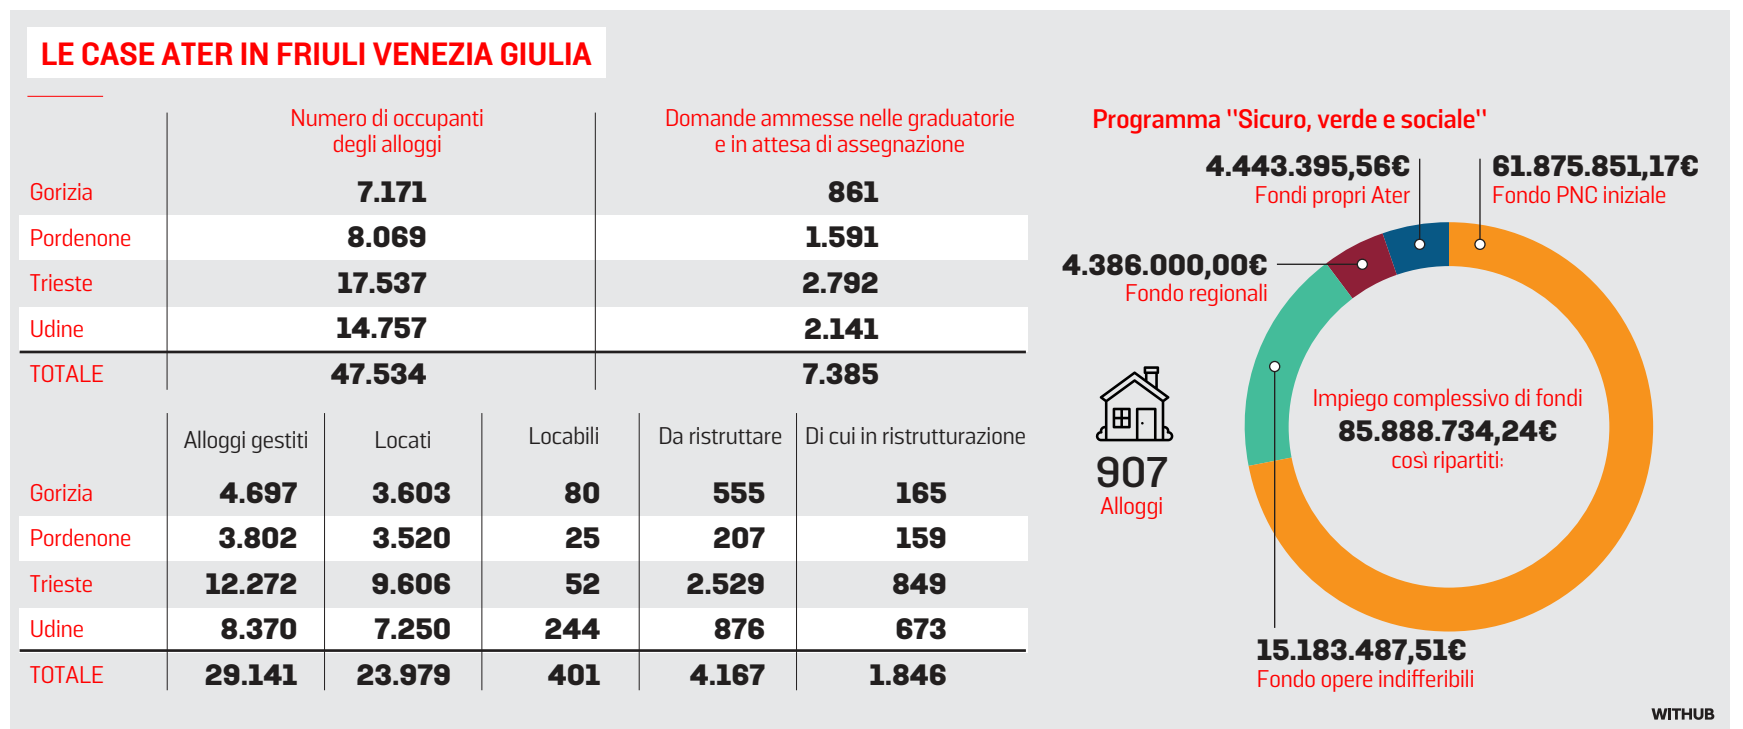 LE CASE ATER IN FRIULI VENEZIA GIULIA
Numero di occupanti
degli alloggi
Domande ammesse nelle graduatorie
e in attesa di assegnazione
Gorizia 7.171 861
Pordenone 8.069 1.591
Trieste 17.537 2.792
Udine 14.757 2.141
TOTALE 47.534 7.385
Alloggi gestiti Locati Locabili Da ristruttare Di cui in ristrutturazione
Gorizia 4.697 3.603 80 555 165
Pordenone 3.802 3.520 25 207 159
Trieste 12.272 9.606 52 2.529 849
Udine 8.370 7.250 244 876 673
TOTALE 29.141 23.979 401 4.167 1.846
Programma "Sicuro, verde e sociale"
4.443.395,56€
Fondi propri Ater
61.875.851,17€
Fondo PNC iniziale
4.386.000,00€
Fondo regionali
907
Alloggi
Impiego complessivo di fondi
85.888.734,24€
così ripartiti:
15.183.487,51€
Fondo opere indifferibili
WITHUB